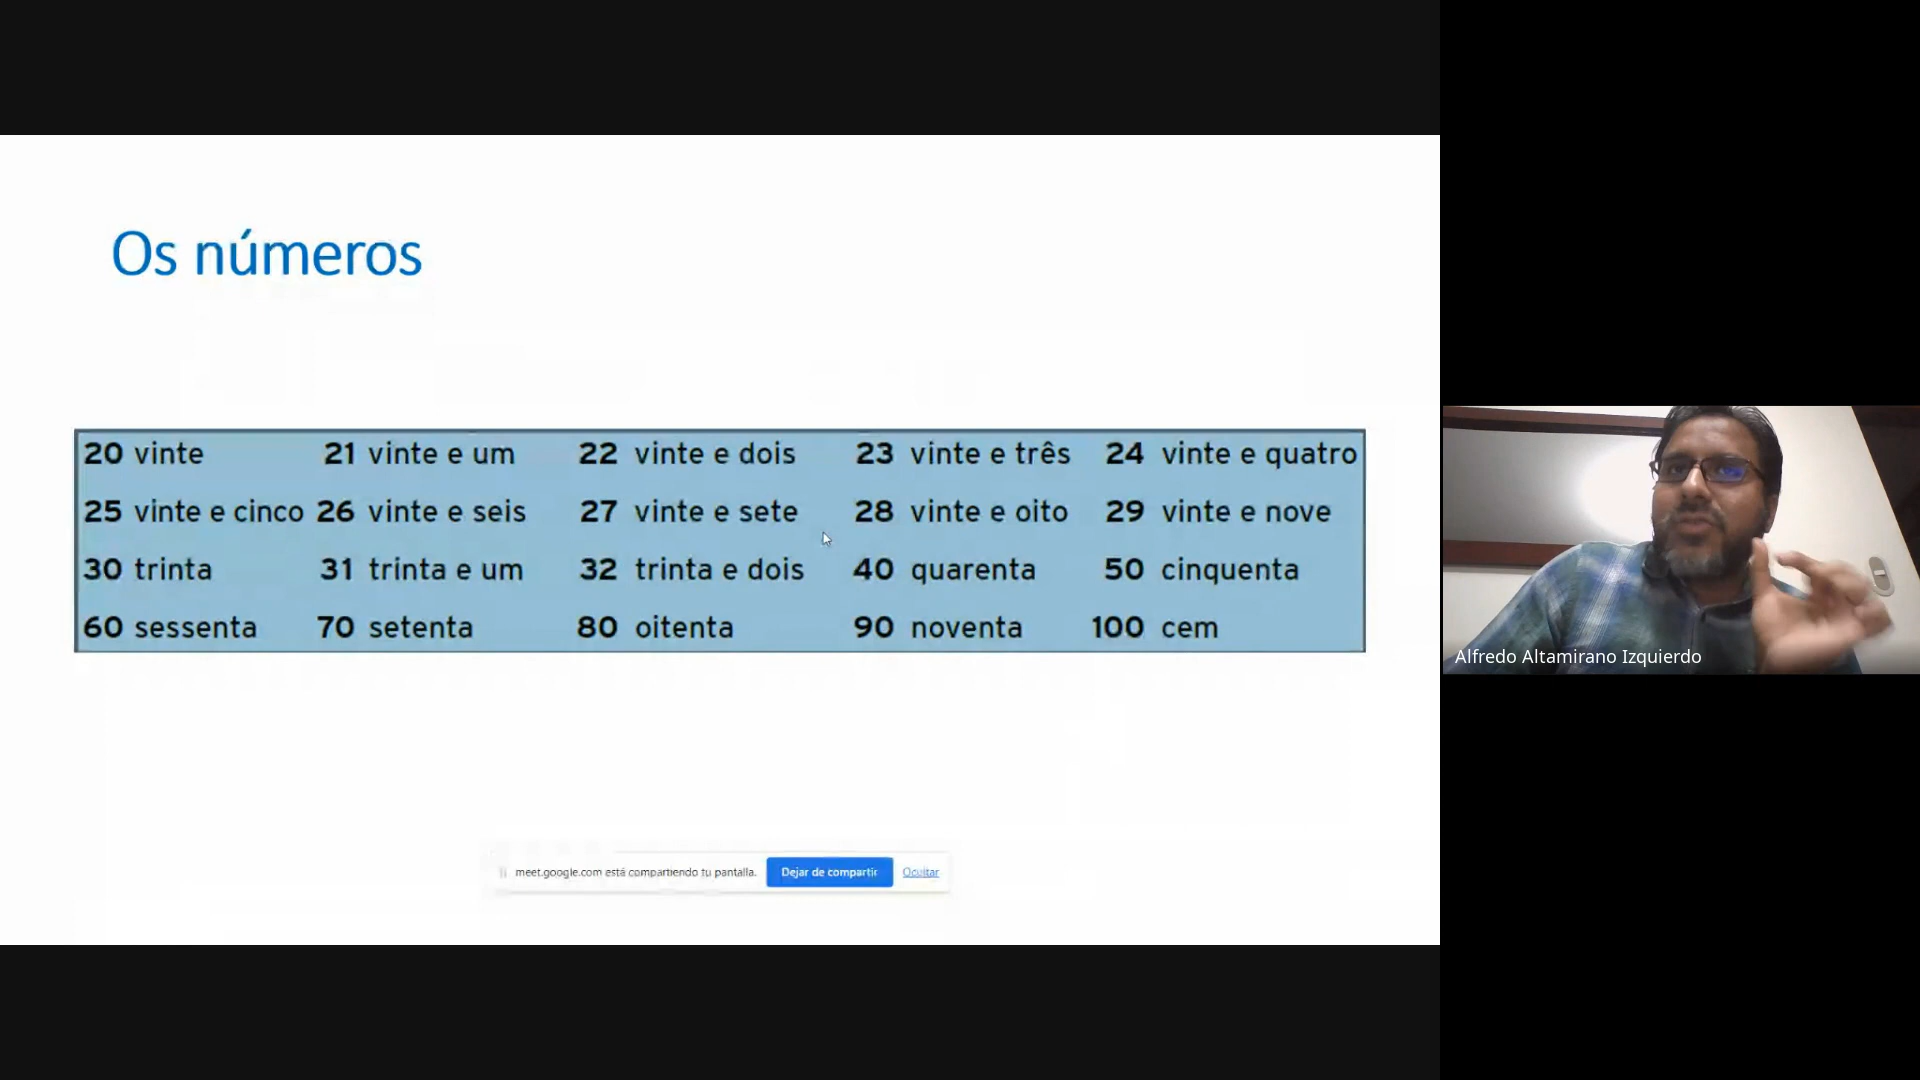 Os números
20 vinte 21 vinte e um 22 vinte e dois 23 vinte e três 24 vinte e quatro
25 vinte e cinco 26 vinte e seis 27 vinte e sete 28 vinte e oito 29 vinte e nove
30 trinta 31 trinta e um 32 trinta e dois 40 quarenta 50 cinquenta
60 sessenta 70 setenta 80 oitenta 90 noventa 100 cem
Alfredo Altamirano Izquierdo
meet.google.com está compartiendo tu pantalla. Dejar de compartir Ocultar